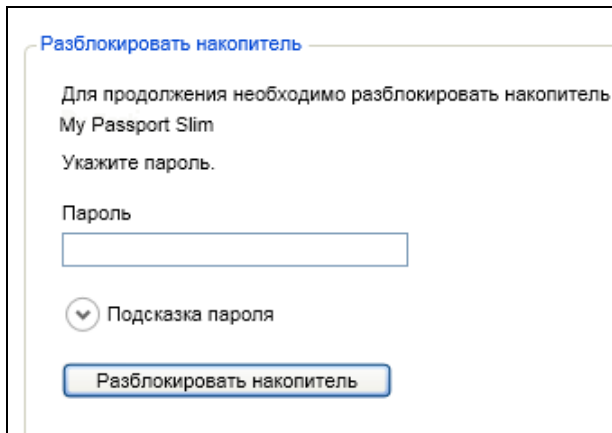 Разблокировать накопитель
Для продолжения необходимо разблокировать накопитель
My Passport Slim
Укажите пароль.
Пароль
Подсказка пароля
Разблокировать накопитель